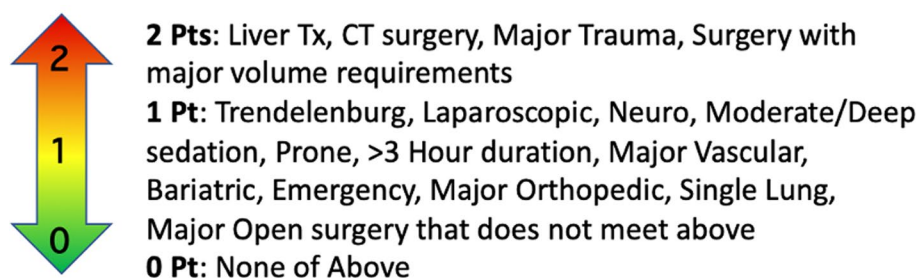 2
1
0
2 Pts: Liver Tx, CT surgery, Major Trauma, Surgery with
major volume requirements
1 Pt: Trendelenburg, Laparoscopic, Neuro, Moderate/Deep
sedation, Prone, >3 Hour duration, Major Vascular,
Bariatric, Emergency, Major Orthopedic, Single Lung,
Major Open surgery that does not meet above
0 Pt: None of Above